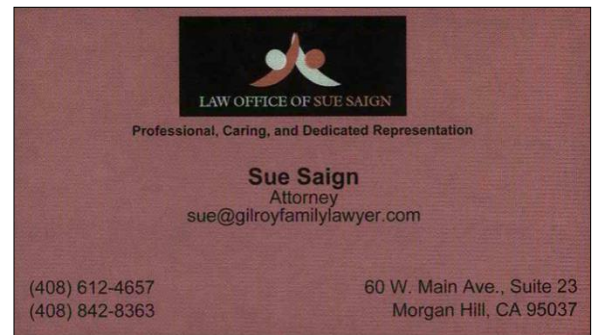 LAW OFFICE OF SUE SAIGN
Professional, Caring, and Dedicated Representation
Sue Saign
Attorney
sue@gilroyfamilylawyer.com
(408) 612-4657
(408) 842-8363
60 W. Main Ave., Suite 23
Morgan Hill, CA 95037